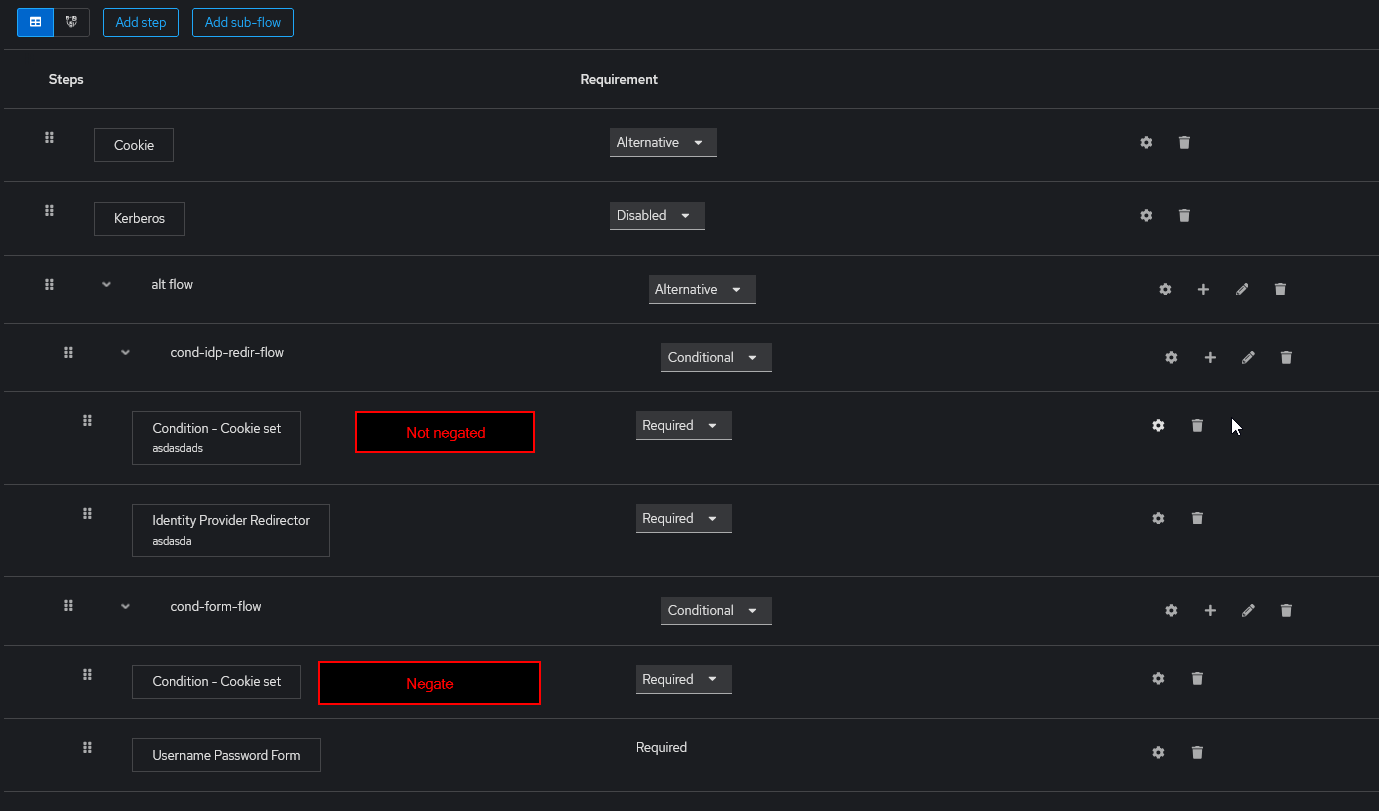 Add step
Add sub-flow
Steps
Requirement
Cookie
Alternative
Kerberos
Disabled
alt flow
Alternative
cond-idp-redir-flow
Conditional
Condition - Cookie set
asdasdads
Not negated
Required
Identity Provider Redirector
asdasda
Required
cond-form-flow
Conditional
Condition - Cookie set
Negate
Required
Username Password Form
Required